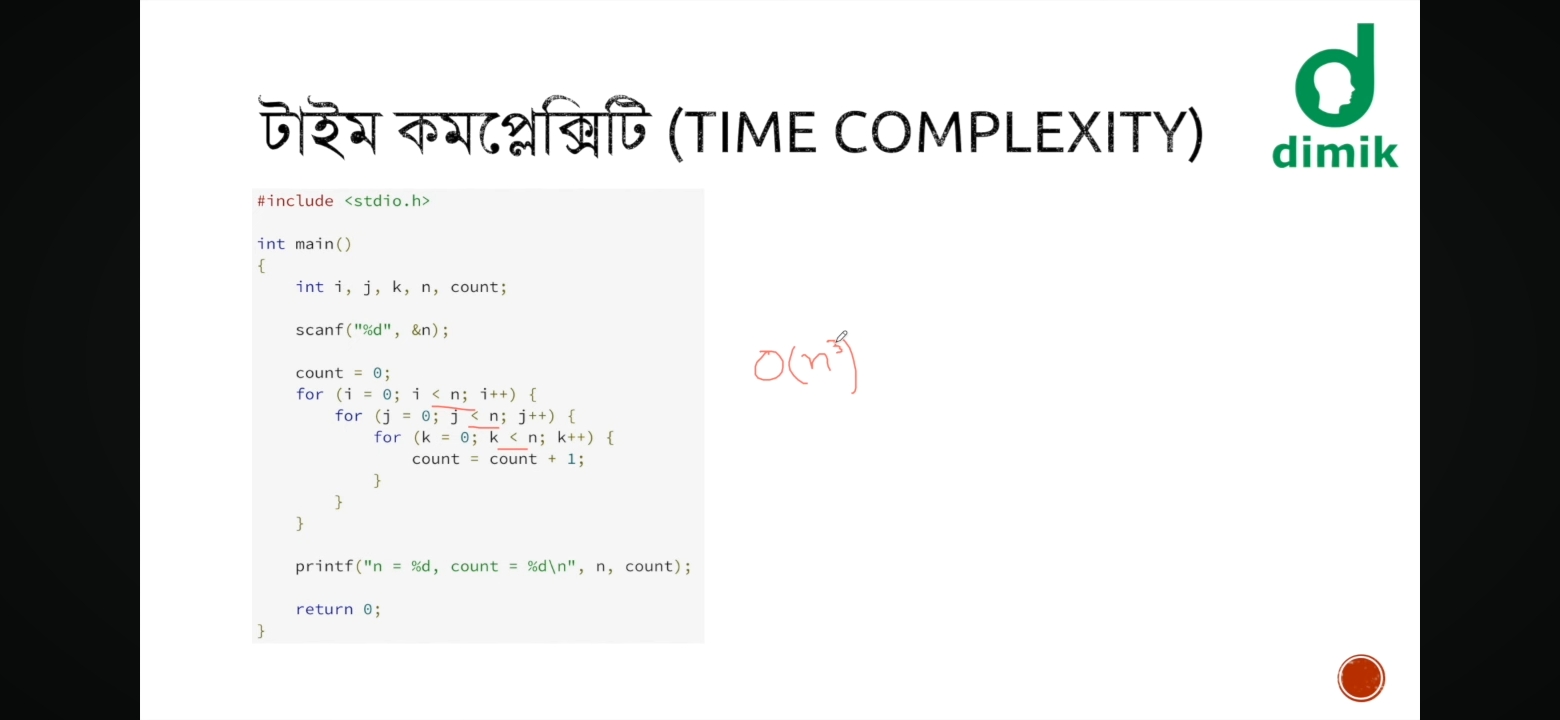 টাইম কমপ্লেক্সিটি (TIME COMPLEXITY)
dimik
#include <stdio.h>
int main()
{
    int i, j, k, n, count;
    scanf("%d", &n);
    count = 0;
    for (i = 0; i < n; i++) {
        for (j = 0; j < n; j++) {
            for (k = 0; k < n; k++) {
                count = count + 1;
            }
        }
    }
    printf("n = %d, count = %d\n", n, count);
    return 0;
}
O(n³)